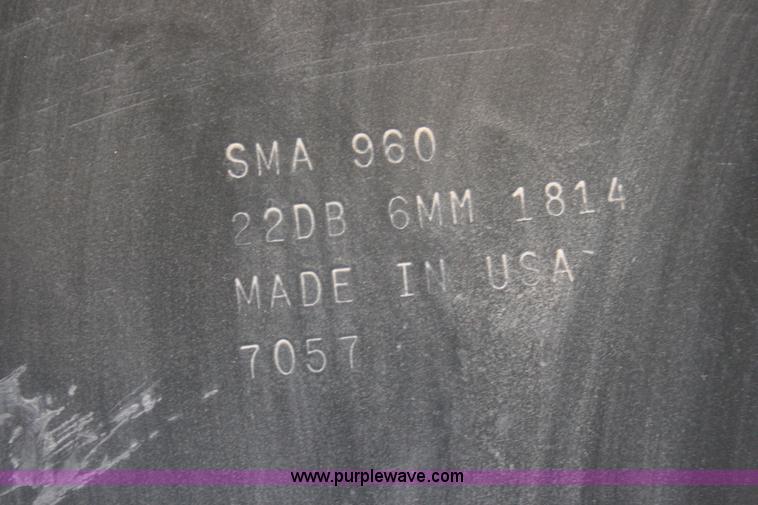 SMA 960
22DB 6MM 1814
MADE IN USA
7057
www.purplewave.com